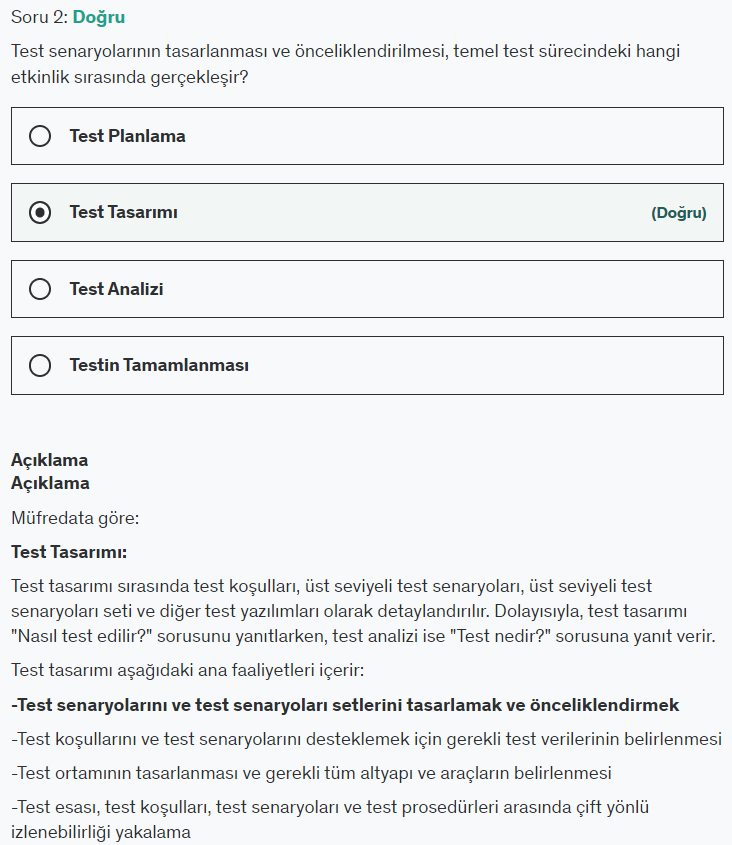 Soru 2: Doğru
Test senaryolarının tasarlanması ve önceliklendirilmesi, temel test sürecindeki hangi
etkinlik sırasında gerçekleşir?
Test Planlama
Test Tasarımı
(Doğru)
Test Analizi
Testin Tamamlanması
Açıklama
Açıklama
Müfredata göre:
Test Tasarımı:
Test tasarımı sırasında test koşulları, üst seviyeli test senaryoları, üst seviyeli test
senaryoları seti ve diğer test yazılımları olarak detaylandırılır. Dolayısıyla, test tasarımı
"Nasıl test edilir?" sorusunu yanıtlarken, test analizi ise "Test nedir?" sorusuna yanıt verir.
Test tasarımı aşağıdaki ana faaliyetleri içerir:
-Test senaryolarını ve test senaryoları setlerini tasarlamak ve önceliklendirmek
-Test koşullarını ve test senaryolarını desteklemek için gerekli test verilerinin belirlenmesi
-Test ortamının tasarlanması ve gerekli tüm altyapı ve araçların belirlenmesi
-Test esası, test koşulları, test senaryoları ve test prosedürleri arasında çift yönlü
izlenebilirliği yakalama